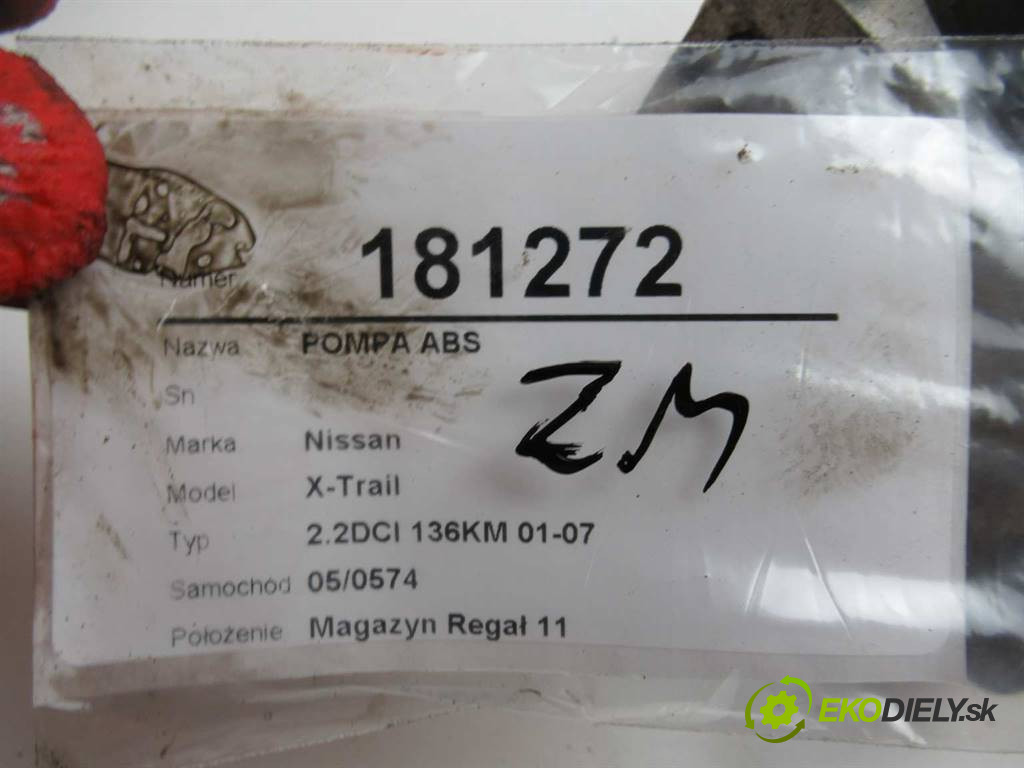 Numer 181272
Nazwa POMPA ABS
Sn
Marka Nissan
Model X-Trail
Typ 2.2DCI 136KM 01-07
Samochód 05/0574
Położenie Magazyn Regał 11
ZM
EKODIELY.sk